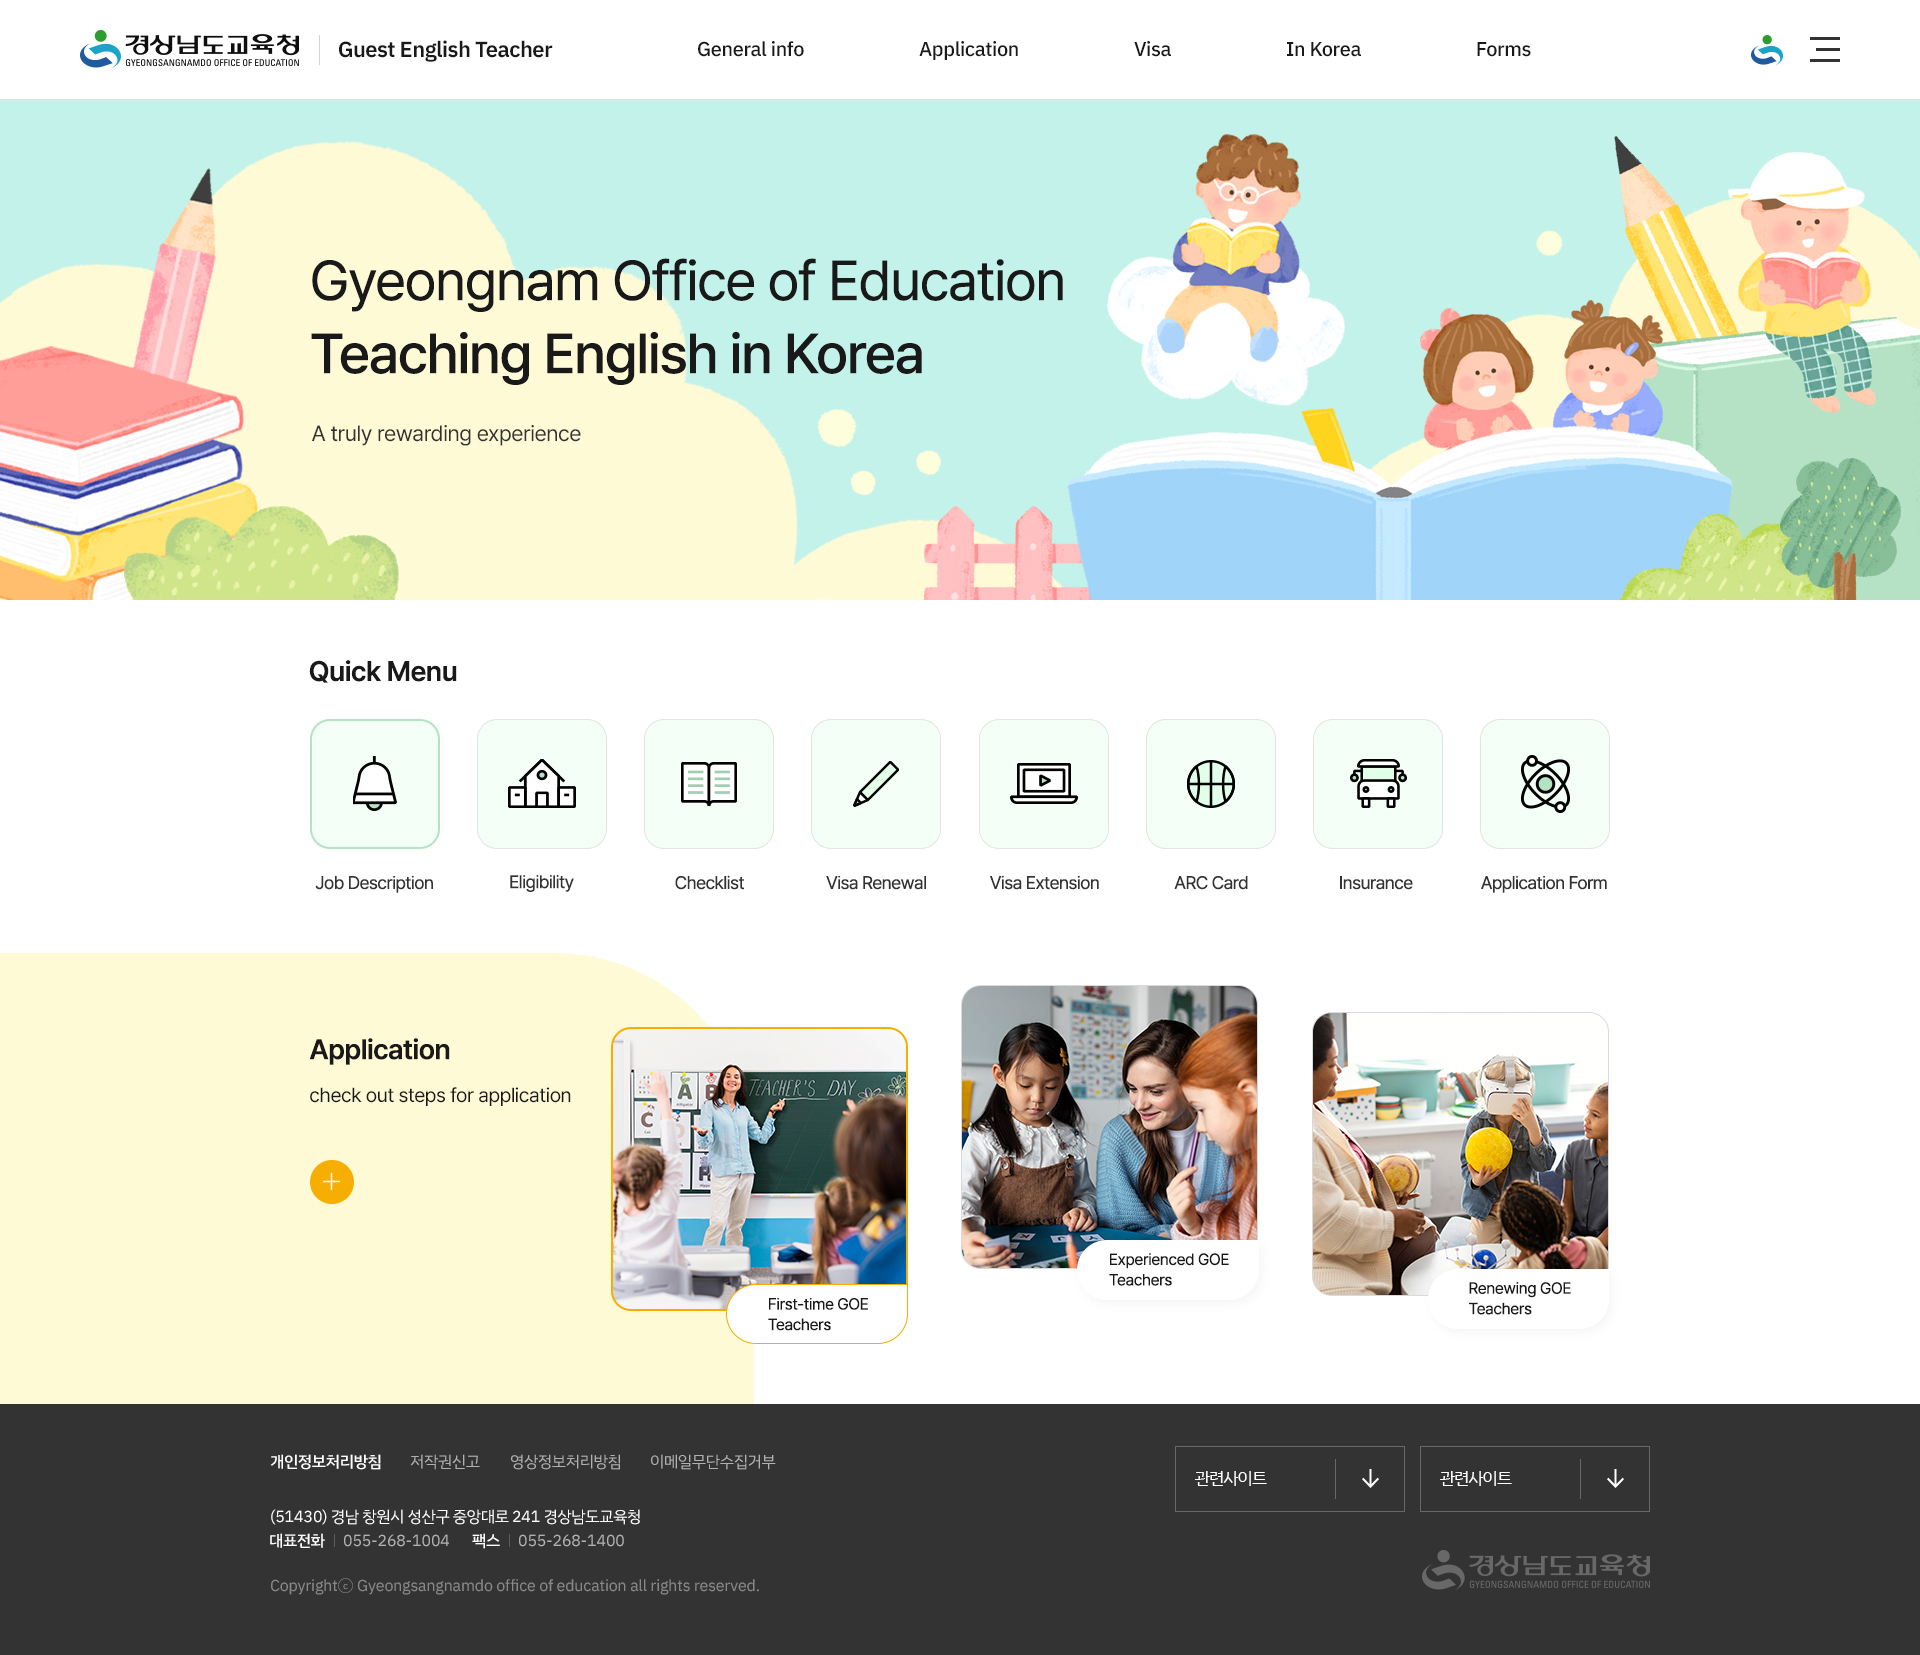 경상남도교육청
GYEONGSANGNAMDO OFFICE OF EDUCATION
Guest English Teacher
General info
Application
Visa
In Korea
Forms
Gyeongnam Office of Education
Teaching English in Korea
A truly rewarding experience
Quick Menu
Job Description
Eligibility
Checklist
Visa Renewal
Visa Extension
ARC Card
Insurance
Application Form
Application
check out steps for application
TEACHER'S DAY
A
B
C
H
First-time GOE
Teachers
Experienced GOE
Teachers
Renewing GOE
Teachers
개인정보처리방침
저작권신고
영상정보처리방침
이메일무단수집거부
(51430) 경남 창원시 성산구 중앙대로 241 경상남도교육청
대표전화 055-268-1004 팩스 055-268-1400
Copyrightⓒ Gyeongsangnamdo office of education all rights reserved.
관련사이트
관련사이트
경상남도교육청
GYEONGSANGNAMDO OFFICE OF EDUCATION